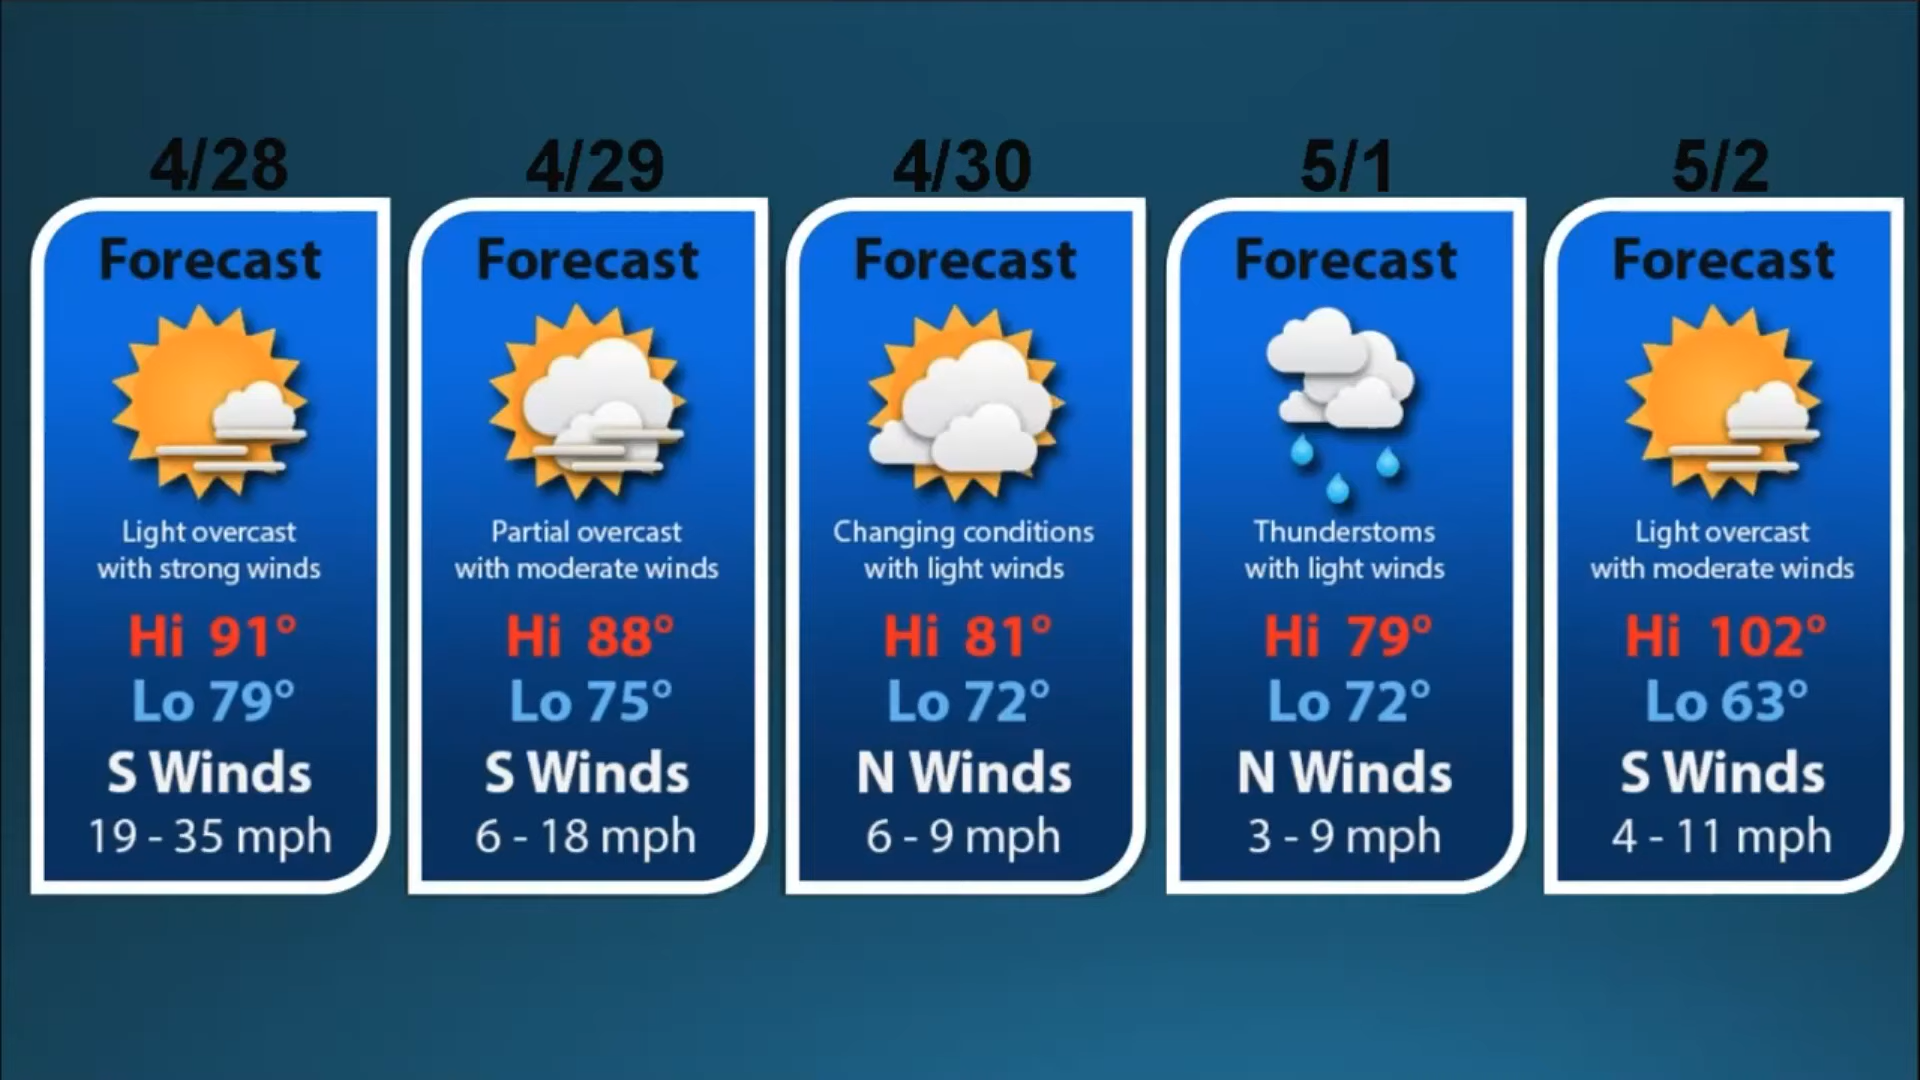 4/28
Forecast
Light overcast
with strong winds
Hi 91°
Lo 79°
S Winds
19 - 35 mph
4/29
Forecast
Partial overcast
with moderate winds
Hi 88°
Lo 75°
S Winds
6 - 18 mph
4/30
Forecast
Changing conditions
with light winds
Hi 81°
Lo 72°
N Winds
6 - 9 mph
5/1
Forecast
Thunderstoms
with light winds
Hi 79°
Lo 72°
N Winds
3 - 9 mph
5/2
Forecast
Light overcast
with moderate winds
Hi 102°
Lo 63°
S Winds
4 - 11 mph